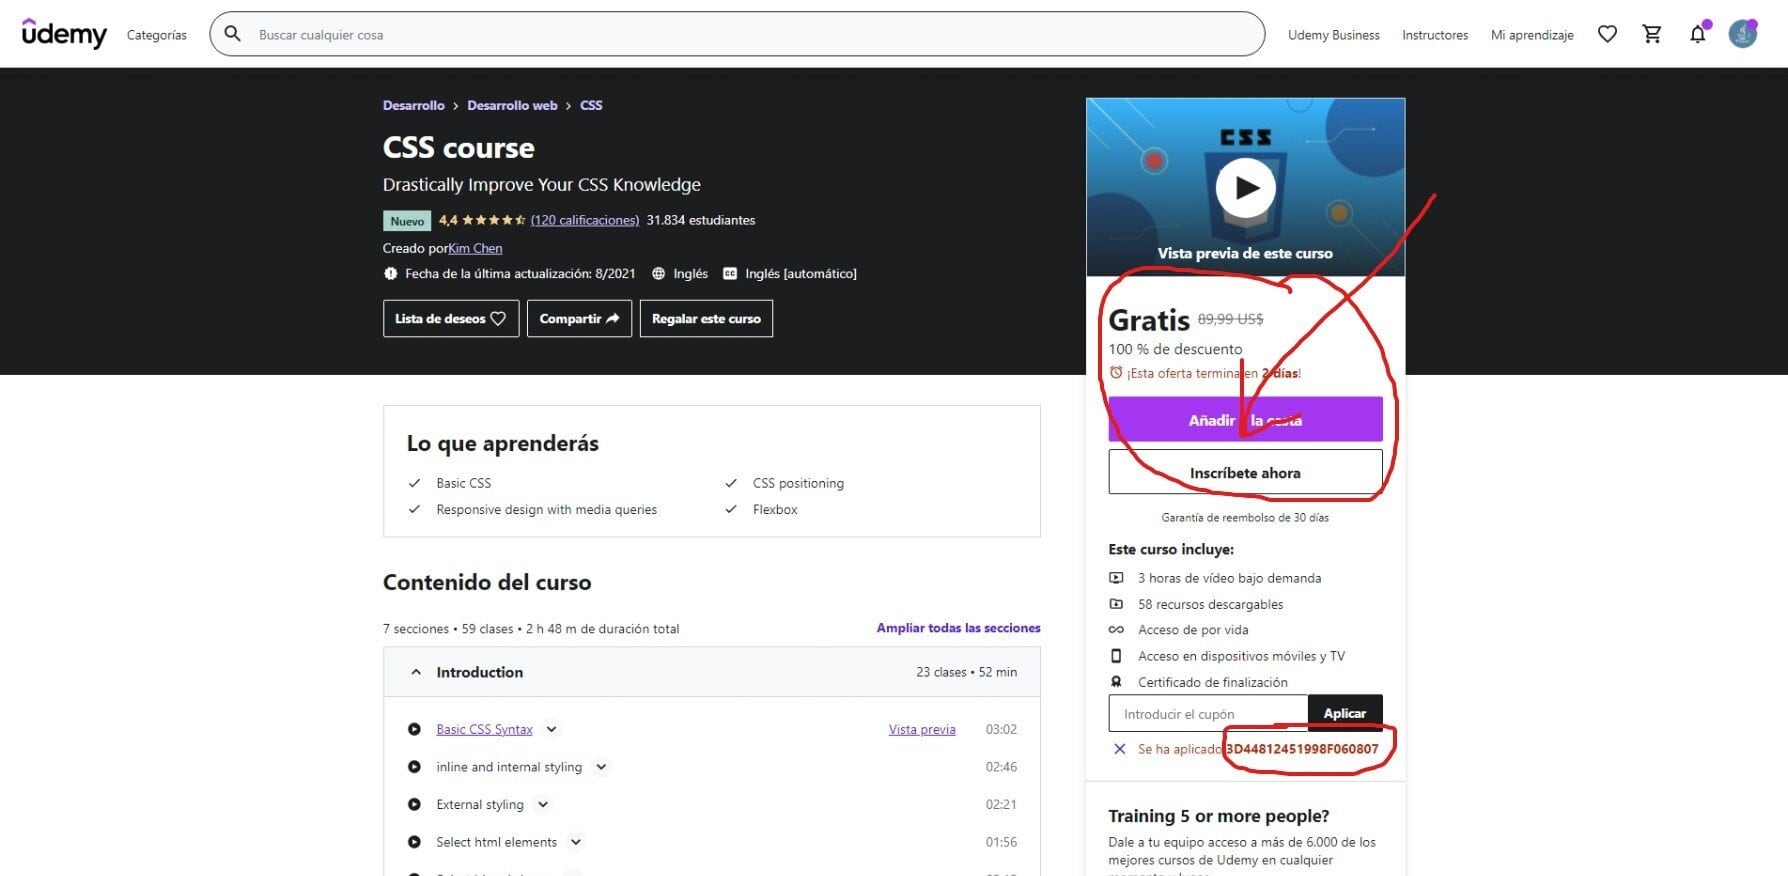 ûdemy
Categorías
Buscar cualquier cosa
Udemy Business
Instructores
Mi aprendizaje
Desarrollo > Desarrollo web > CSS
CSS course
Drastically Improve Your CSS Knowledge
Nuevo 4,4 (120 calificaciones) 31.834 estudiantes
Creado porKim Chen
Fecha de la última actualización: 8/2021 Inglés Inglés [automático]
Lista de deseos
Compartir
Regalar este curso
CSS
Vista previa de este curso
Gratis 89,99 US$
100 % de descuento
¡Esta oferta termina en 2 días!
Añadir a la cesta
Inscríbete ahora
Garantía de reembolso de 30 días
Este curso incluye:
3 horas de vídeo bajo demanda
58 recursos descargables
Acceso de por vida
Acceso en dispositivos móviles y TV
Certificado de finalización
Introducir el cupón
Aplicar
Se ha aplicado 3D44812451998F060807
Training 5 or more people?
Dale a tu equipo acceso a más de 6.000 de los
mejores cursos de Udemy en cualquier
Lo que aprenderás
Basic CSS
CSS positioning
Responsive design with media queries
Flexbox
Contenido del curso
7 secciones • 59 clases • 2 h 48 m de duración total
Ampliar todas las secciones
Introduction
23 clases • 52 min
Basic CSS Syntax
Vista previa
03:02
inline and internal styling
02:46
External styling
02:21
Select html elements
01:56